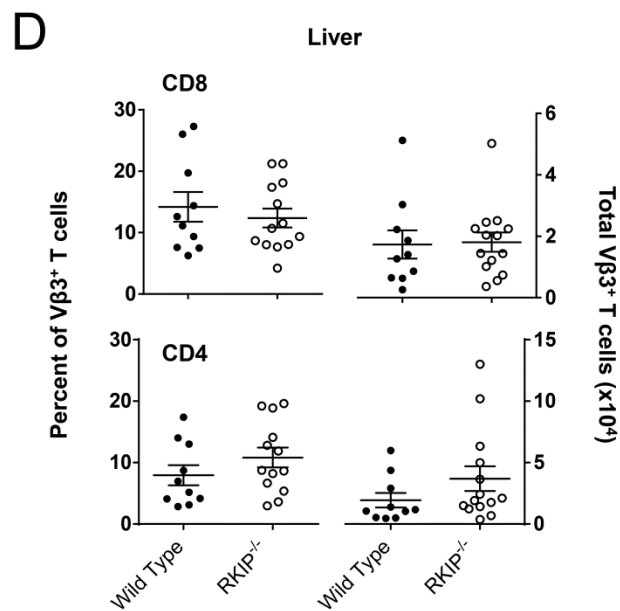 D
Liver
CD8
30
20
10
0
6
4
2
0
Percent of Vβ3⁺ T cells
Total Vβ3⁺ T cells (x10⁴)
CD4
30
20
10
0
15
10
5
0
Wild Type
RKIP⁻/⁻
Wild Type
RKIP⁻/⁻